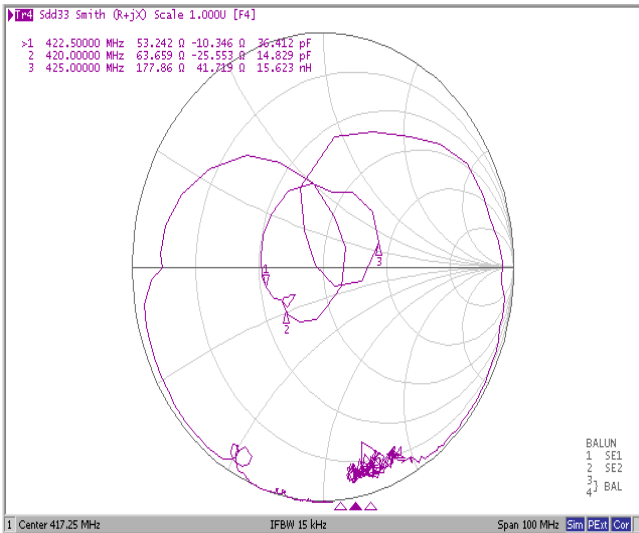 Tr4 Sdd33 Smith (R+jX) Scale 1.000U [F4]
>1 422.50000 MHz 53.242 Ω -10.346 Ω 36.412 pF
2 420.00000 MHz 63.659 Ω -25.553 Ω 14.829 pF
3 425.00000 MHz 177.86 Ω 41.719 Ω 15.623 nH
1
3
2
BALUN
1 SE1
2 SE2
3
4} BAL
1 Center 417.25 MHz IFBW 15 kHz Span 100 MHz Sim PExt Cor